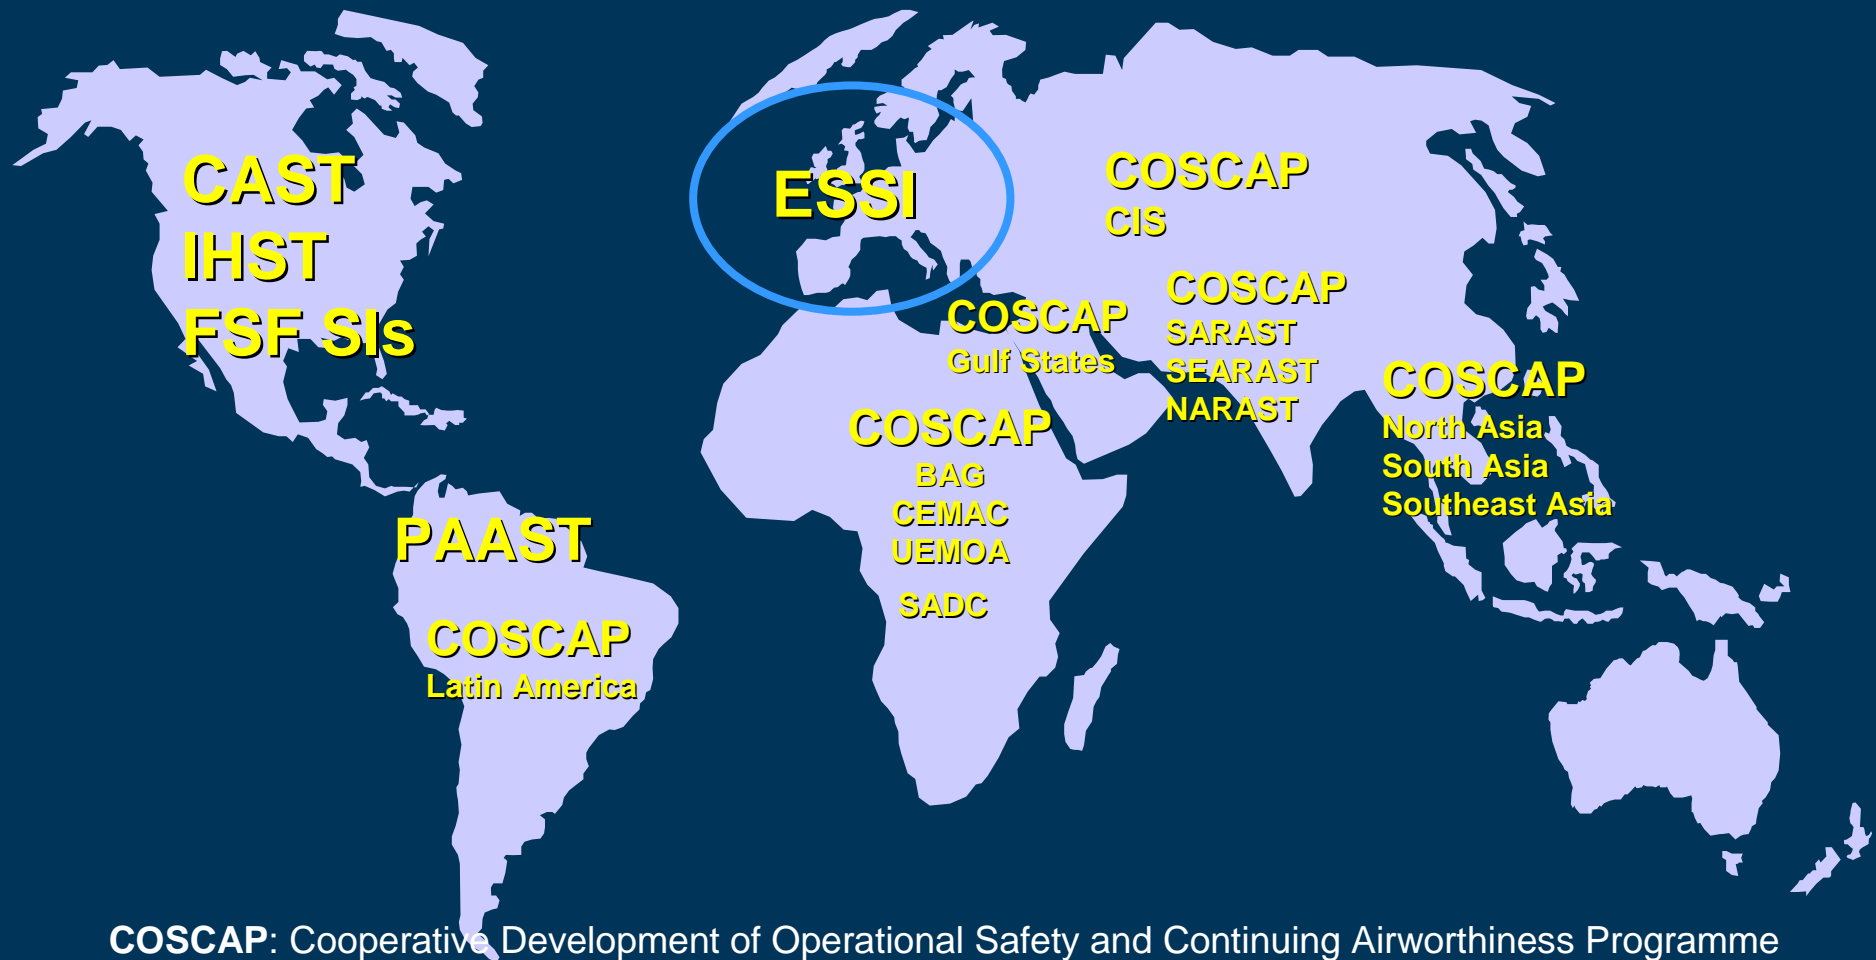 CAST
IHST
FSF SIs
ESSI
COSCAP
CIS
COSCAP
SARAST
SEARAST
NARAST
COSCAP
Gulf States
COSCAP
North Asia
South Asia
Southeast Asia
COSCAP
BAG
CEMAC
UEMOA
SADC
PAAST
COSCAP
Latin America
COSCAP: Cooperative Development of Operational Safety and Continuing Airworthiness Programme